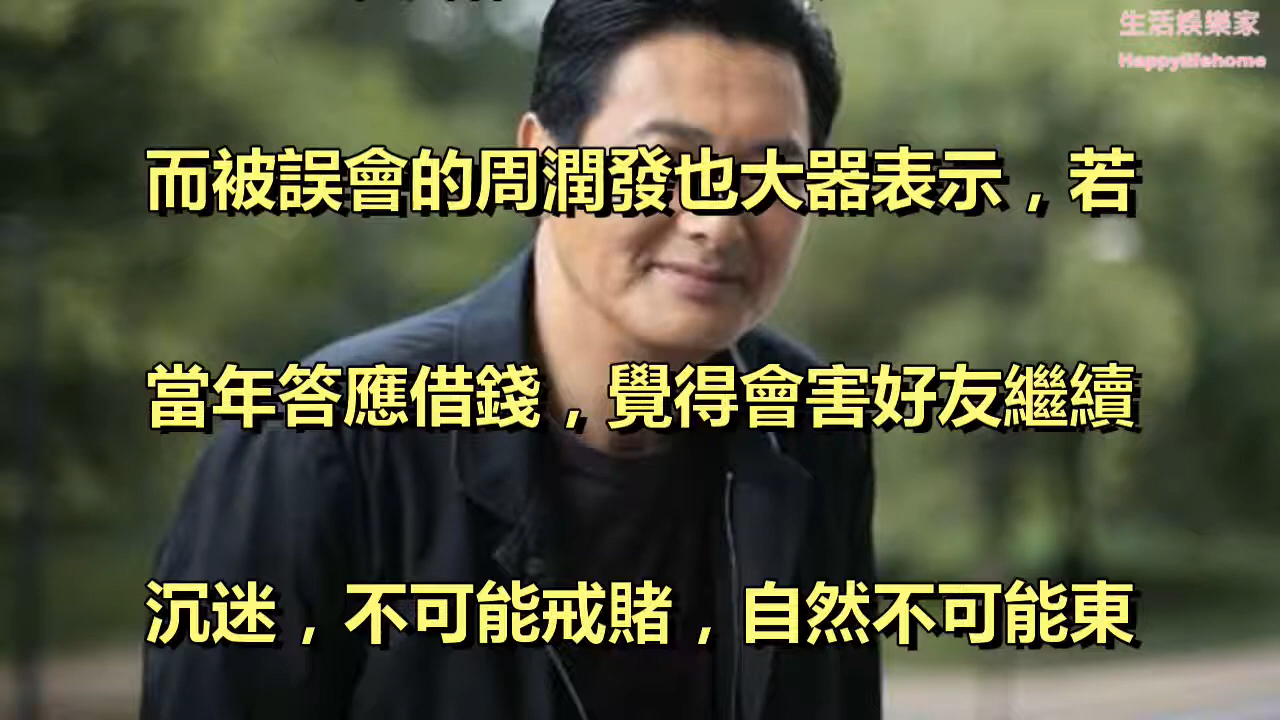 生活娛樂家
Happylifehome
而被誤會的周潤發也大器表示，若
當年答應借錢，覺得會害好友繼續
沉迷，不可能戒賭，自然不可能東